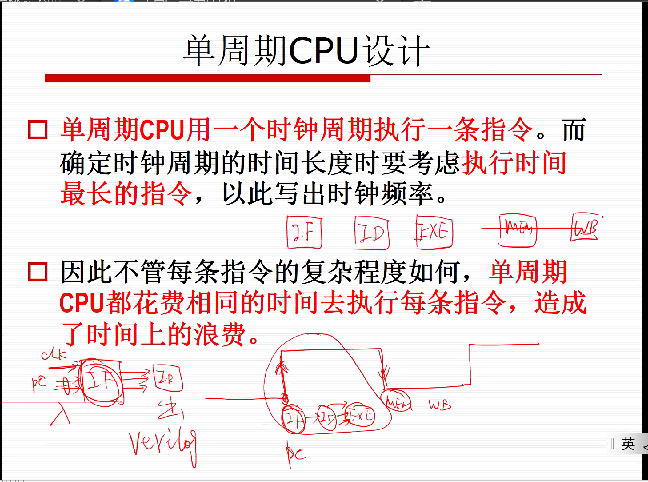 单周期CPU设计
单周期CPU用一个时钟周期执行一条指令。而
确定时钟周期的时间长度时要考虑执行时间
最长的指令，以此写出时钟频率。
IF ID EXE MEM WB
因此不管每条指令的复杂程度如何，单周期
CPU都花费相同的时间去执行每条指令，造成
了时间上的浪费。
clk
PC IF ID
IF ID EXE MEM WB
入 出
verilog
PC
英